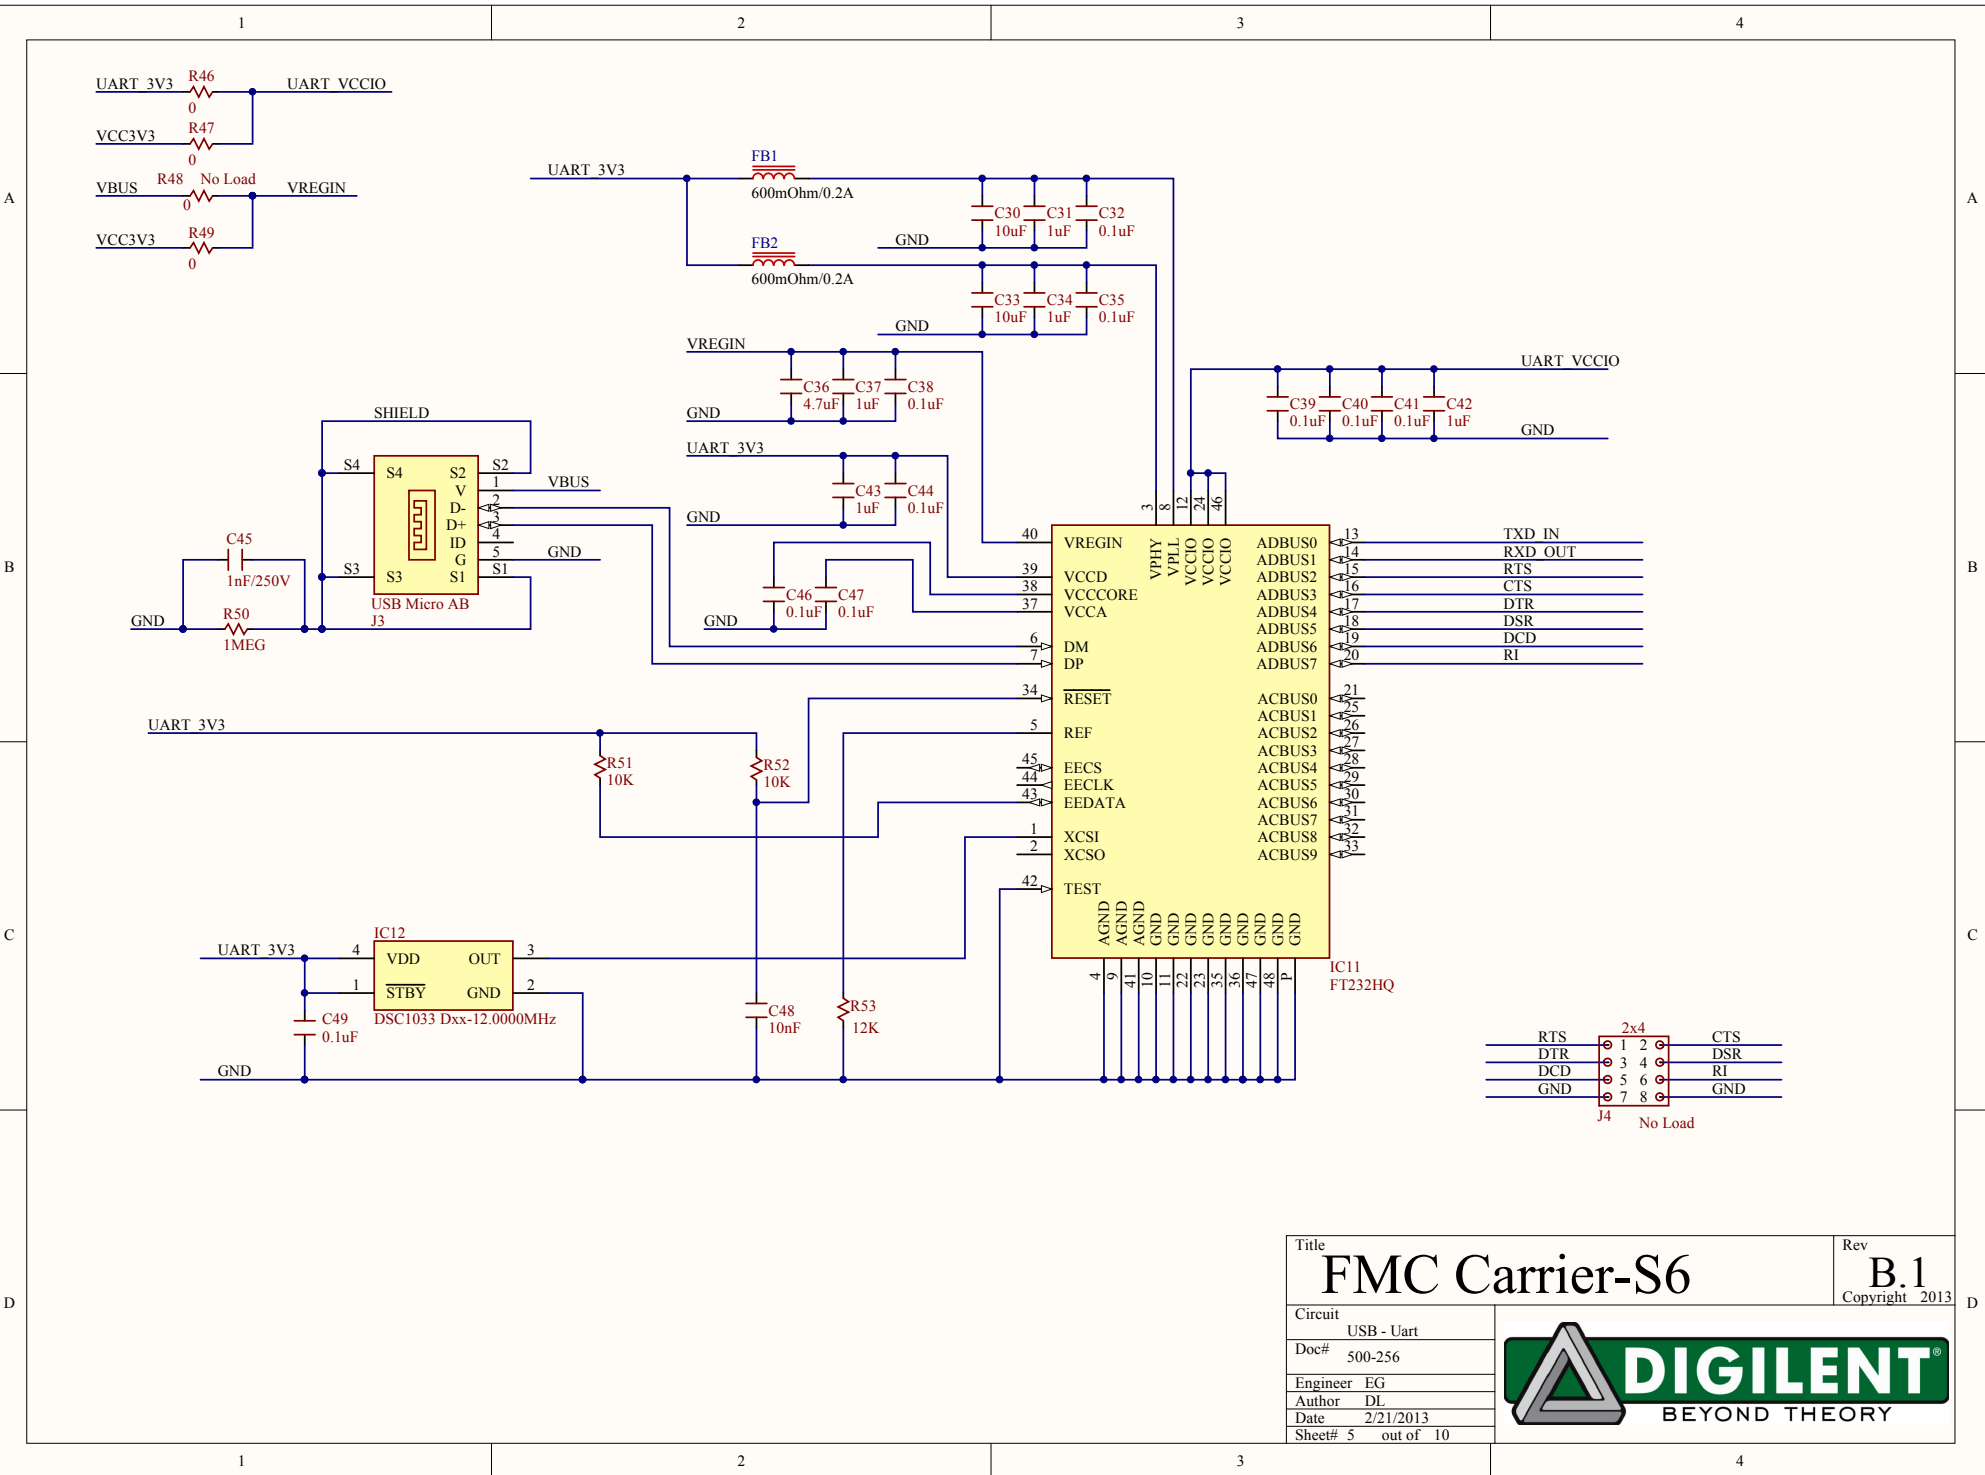 1 2 3 4
A
B
C
D
UART_3V3 R46 0 UART_VCCIO
VCC3V3 R47 0
VBUS R48 No Load 0 VREGIN
VCC3V3 R49 0
UART_3V3
FB1
600mOhm/0.2A
C30 10uF
C31 1uF
C32 0.1uF
GND
FB2
600mOhm/0.2A
C33 10uF
C34 1uF
C35 0.1uF
GND
VREGIN
C36 4.7uF
C37 1uF
C38 0.1uF
GND
UART_3V3
C43 1uF
C44 0.1uF
GND
C46 0.1uF
C47 0.1uF
GND
UART_VCCIO
C39 0.1uF
C40 0.1uF
C41 0.1uF
C42 1uF
GND
SHIELD
S4 S4 S2 S2
V 1 VBUS
D- 2
D+ 3
ID 4
G 5 GND
S3 S3 S1 S1
USB Micro AB
J3
C45
1nF/250V
GND
R50
1MEG
UART_3V3
R51
10K
R52
10K
C48
10nF
R53
12K
IC12
UART_3V3 4 VDD OUT 3
1 STBY GND 2
DSC1033 Dxx-12.0000MHz
C49
0.1uF
GND
3 VPHY
8 VPLL
12 VCCIO
24 VCCIO
46 VCCIO
40 VREGIN
39 VCCD
38 VCCCORE
37 VCCA
6 DM
7 DP
34 RESET
5 REF
45 EECS
44 EECLK
43 EEDATA
1 XCSI
2 XCSO
42 TEST
ADBUS0 13 TXD_IN
ADBUS1 14 RXD_OUT
ADBUS2 15 RTS
ADBUS3 16 CTS
ADBUS4 17 DTR
ADBUS5 18 DSR
ADBUS6 19 DCD
ADBUS7 20 RI
ACBUS0 21
ACBUS1 25
ACBUS2 26
ACBUS3 27
ACBUS4 28
ACBUS5 29
ACBUS6 30
ACBUS7 31
ACBUS8 32
ACBUS9 33
AGND AGND AGND GND GND GND GND GND GND GND GND GND
4 9 41 10 11 22 23 35 36 47 48 P
IC11
FT232HQ
2x4
RTS 1 2 CTS
DTR 3 4 DSR
DCD 5 6 RI
GND 7 8 GND
J4 No Load
Title
FMC Carrier-S6
Rev
B.1
Copyright 2013
Circuit
USB - Uart
Doc# 500-256
Engineer EG
Author DL
Date 2/21/2013
Sheet# 5 out of 10
DIGILENT®
BEYOND THEORY
A
B
C
D
1 2 3 4